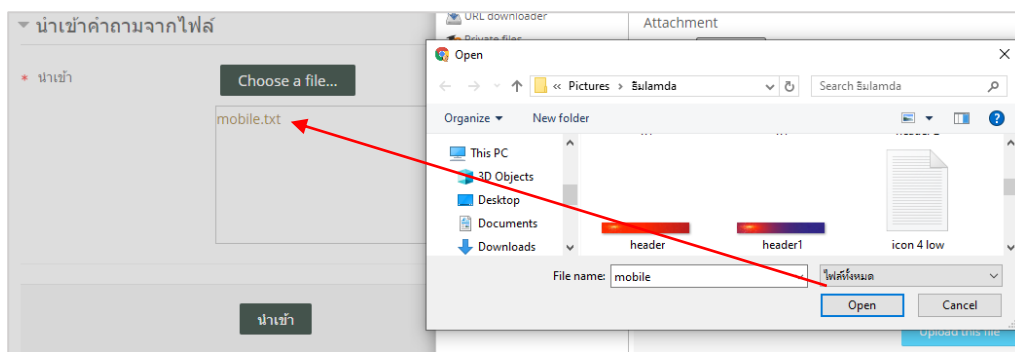 นำเข้าคำถามจากไฟล์
* นำเข้า
Choose a file...
mobile.txt
นำเข้า
URL downloader
Private files
Attachment
Open
« Pictures › ธิมlamda
Search ธิมlamda
Organize
New folder
This PC
3D Objects
Desktop
Documents
Downloads
header
header1
icon 4 low
File name:
mobile
ไฟล์ทั้งหมด
Open
Cancel
Upload this file